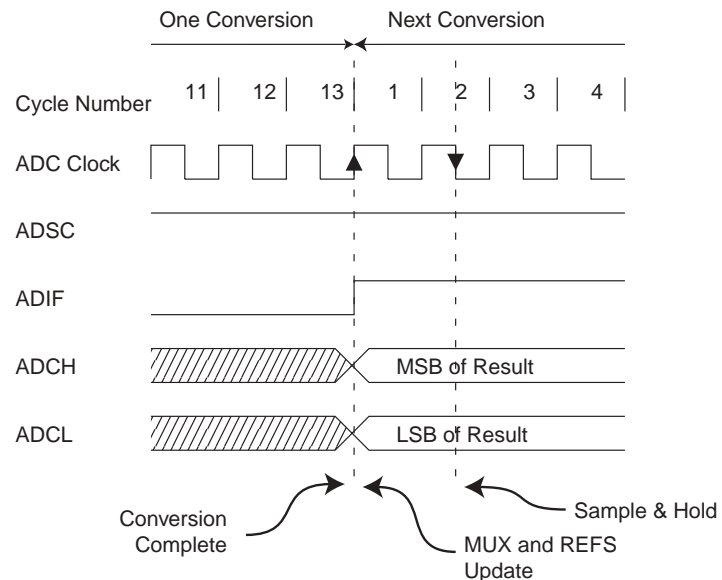 One Conversion Next Conversion
Cycle Number 11 12 13 1 2 3 4
ADC Clock
ADSC
ADIF
ADCH MSB of Result
ADCL LSB of Result
Conversion
Complete
MUX and REFS
Update
Sample & Hold